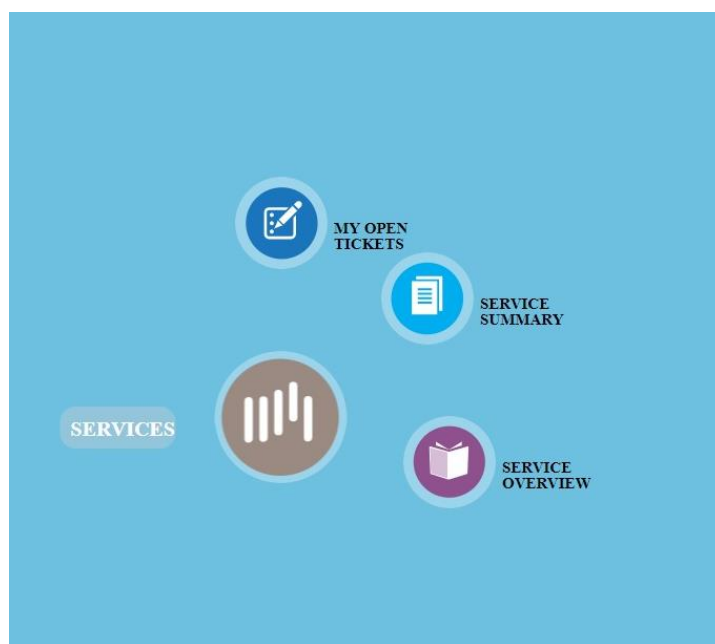 MY OPEN
TICKETS
SERVICE
SUMMARY
SERVICES
SERVICE
OVERVIEW